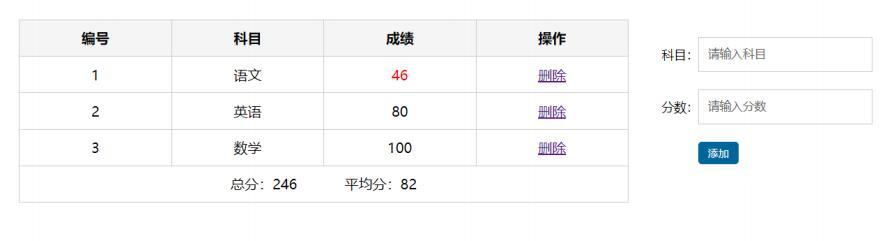 编号 科目 成绩 操作
1 语文 46 删除
2 英语 80 删除
3 数学 100 删除
总分：246 平均分：82
科目： 请输入科目
分数： 请输入分数
添加